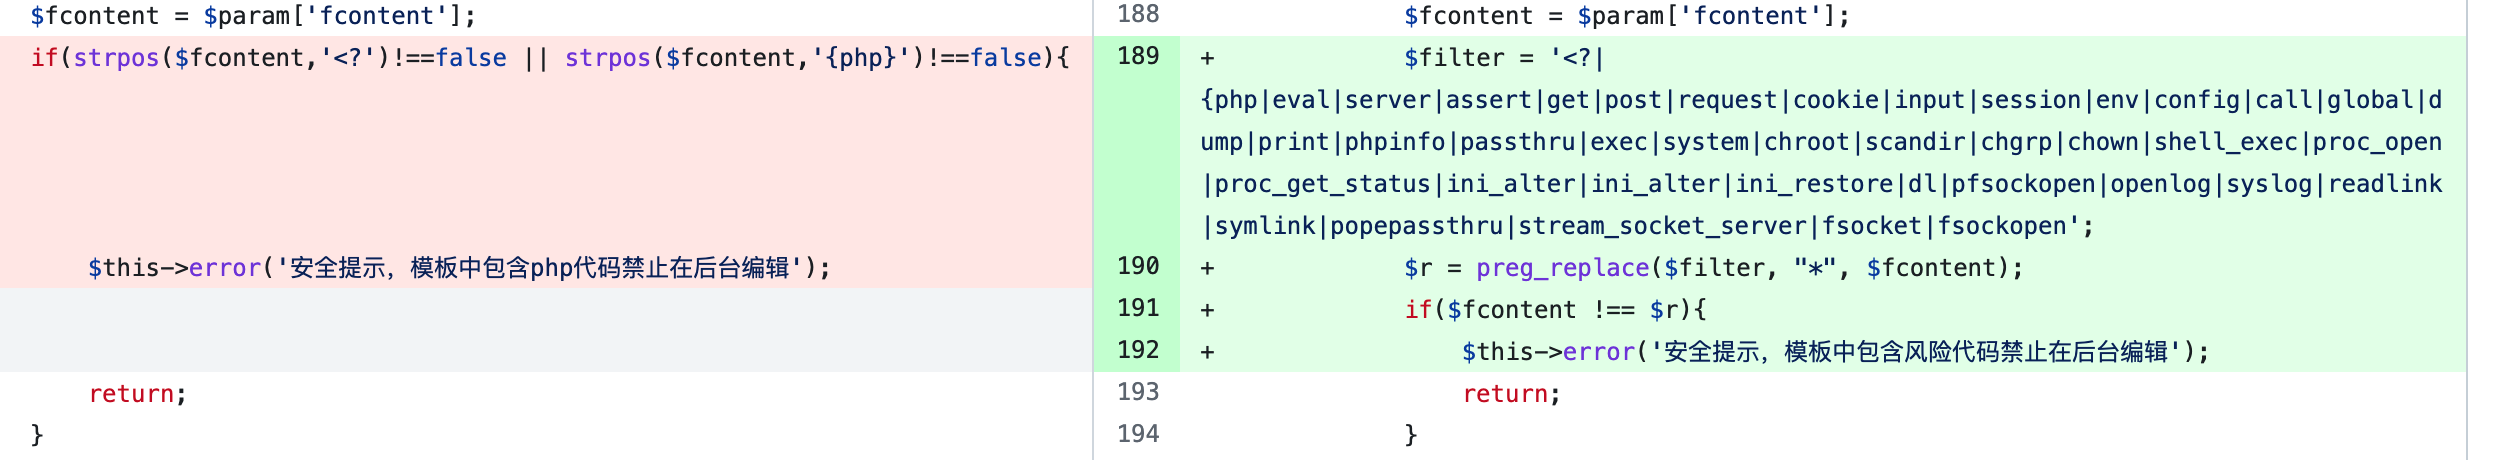 $fcontent = $param['fcontent'];
if(strpos($fcontent,'<?')!==false || strpos($fcontent,'{php}')!==false){
$this->error('安全提示，模板中包含php代码禁止在后台编辑');
return;
}
188 $fcontent = $param['fcontent'];
189 + $filter = '<?|
{php|eval|server|assert|get|post|request|cookie|input|session|env|config|call|global|d
ump|print|phpinfo|passthru|exec|system|chroot|scandir|chgrp|chown|shell_exec|proc_open
|proc_get_status|ini_alter|ini_alter|ini_restore|dl|pfsockopen|openlog|syslog|readlink
|symlink|popepassthru|stream_socket_server|fsocket|fsockopen';
190 + $r = preg_replace($filter, "*", $fcontent);
191 + if($fcontent !== $r){
192 + $this->error('安全提示，模板中包含风险代码禁止在后台编辑');
193 return;
194 }